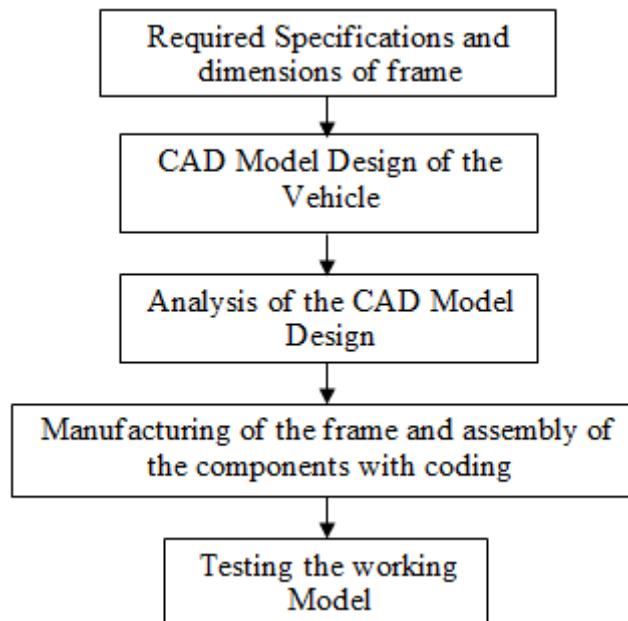 Required Specifications and
dimensions of frame
CAD Model Design of the
Vehicle
Analysis of the CAD Model
Design
Manufacturing of the frame and assembly of
the components with coding
Testing the working
Model